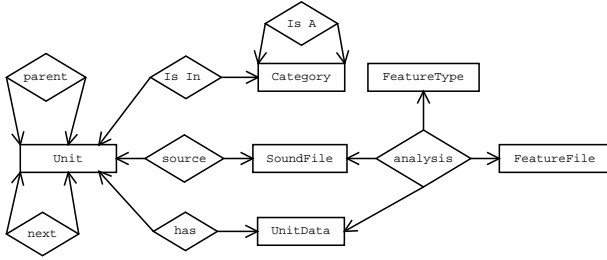 Is A
parent
Is In
Category
FeatureType
Unit
source
SoundFile
analysis
FeatureFile
next
has
UnitData